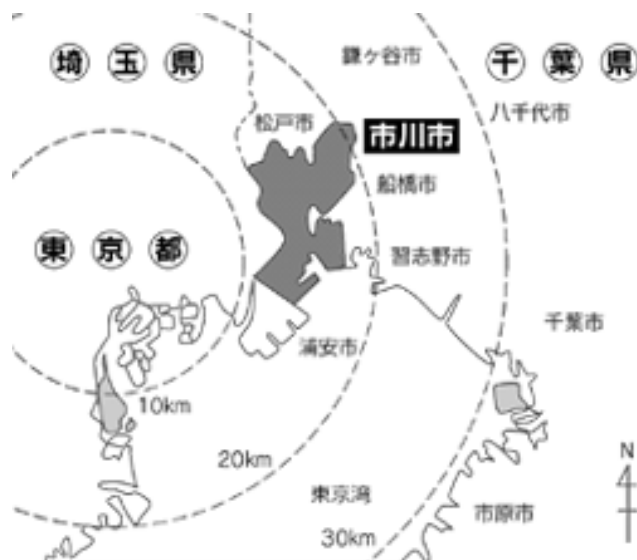 埼玉県
鎌ヶ谷市
千葉県
八千代市
松戸市
市川市
船橋市
東京都
習志野市
千葉市
浦安市
10km
20km
東京湾
30km
市原市
N